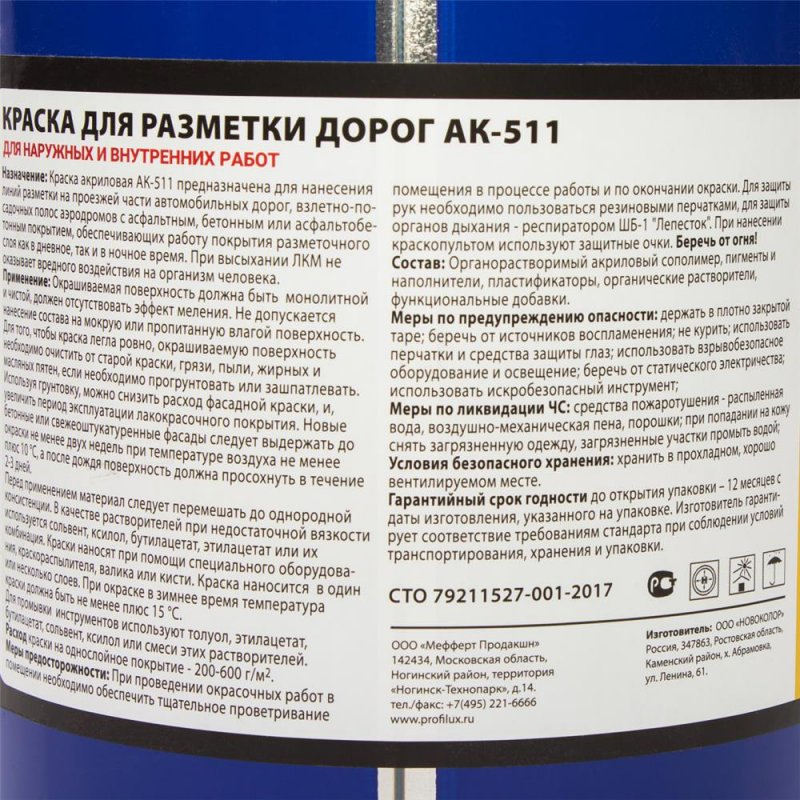 КРАСКА ДЛЯ РАЗМЕТКИ ДОРОГ АК-511
ДЛЯ НАРУЖНЫХ И ВНУТРЕННИХ РАБОТ
Назначение: Краска акриловая АК-511 предназначена для нанесения
линий разметки на проезжей части автомобильных дорог, взлетно-по-
садочных полос аэродромов с асфальтным, бетонным или асфальтобе-
тонным покрытием, обеспечивающих работу покрытия разметочного
слоя как в дневное, так и в ночное время. При высыхании ЛКМ не
оказывает вредного воздействия на организм человека.
Применение: Окрашиваемая поверхность должна быть монолитной
и чистой, должен отсутствовать эффект меления. Не допускается
нанесение состава на мокрую или пропитанную влагой поверхность.
Для того, чтобы краска легла ровно, окрашиваемую поверхность
необходимо очистить от старой краски, грязи, пыли, жирных и
масляных пятен, если необходимо прогрунтовать или зашпатлевать.
Используя грунтовку, можно снизить расход фасадной краски, и,
увеличить период эксплуатации лакокрасочного покрытия. Новые
бетонные или свежеоштукатуренные фасады следует выдержать до
окраски не менее двух недель при температуре воздуха не менее
плюс 10 °С, а после дождя поверхность должна просохнуть в течение
2-3 дней.
Перед применением материал следует перемешать до однородной
консистенции. В качестве растворителей при недостаточной вязкости
используется сольвент, ксилол, бутилацетат, этилацетат или их
комбинация. Краски наносят при помощи специального оборудова-
ния, краскораспылителя, валика или кисти. Краска наносится в один
или несколько слоев. При окраске в зимнее время температура
краски должна быть не менее плюс 15 °С.
Для промывки инструментов используют толуол, этилацетат,
бутилацетат, сольвент, ксилол или смеси этих растворителей.
Расход краски на однослойное покрытие - 200-600 г/м².
Меры предосторожности: При проведении окрасочных работ в
помещении необходимо обеспечить тщательное проветривание
помещения в процессе работы и по окончании окраски. Для защиты
рук необходимо пользоваться резиновыми перчатками, для защиты
органов дыхания - респиратором ШБ-1 "Лепесток". При нанесении
краскопультом используют защитные очки. Беречь от огня!
Состав: Органорастворимый акриловый сополимер, пигменты и
наполнители, пластификаторы, органические растворители,
функциональные добавки.
Меры по предупреждению опасности: держать в плотно закрытой
таре; беречь от источников воспламенения; не курить; использовать
перчатки и средства защиты глаз; использовать взрывобезопасное
оборудование и освещение; беречь от статического электричества;
использовать искробезопасный инструмент;
Меры по ликвидации ЧС: средства пожаротушения - распыленная
вода, воздушно-механическая пена, порошки; при попадании на кожу
снять загрязненную одежду, загрязненные участки промыть водой;
Условия безопасного хранения: хранить в прохладном, хорошо
вентилируемом месте.
Гарантийный срок годности до открытия упаковки – 12 месяцев с
даты изготовления, указанного на упаковке. Изготовитель гаранти-
рует соответствие требованиям стандарта при соблюдении условий
транспортирования, хранения и упаковки.
СТО 79211527-001-2017
ООО «Мефферт Продакшн»
142434, Московская область,
Ногинский район, территория
«Ногинск-Технопарк», д.14.
тел./факс: +7(495) 221-6666
www.profilux.ru
Изготовитель: ООО «НОВОКОЛОР»
Россия, 347863, Ростовская область,
Каменский район, х. Абрамовка,
ул. Ленина, 61.